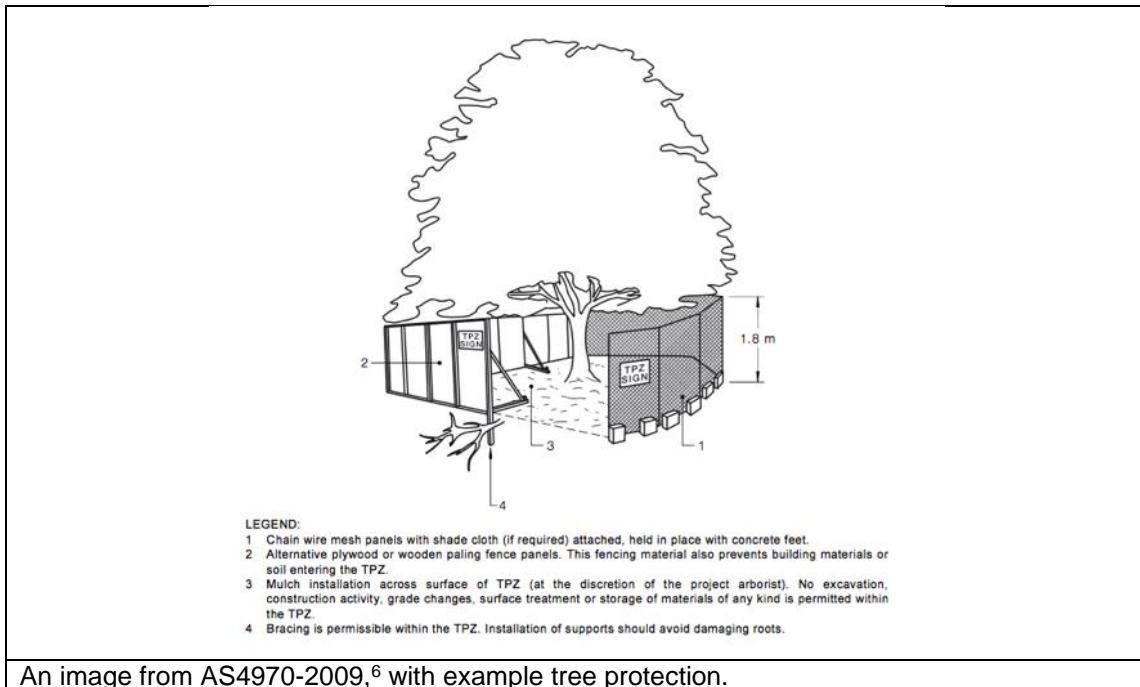 TPZ
SIGN
1.8 m
2
TPZ
SIGN
3
1
4
LEGEND:
1 Chain wire mesh panels with shade cloth (if required) attached, held in place with concrete feet.
2 Alternative plywood or wooden paling fence panels. This fencing material also prevents building materials or
soil entering the TPZ.
3 Mulch installation across surface of TPZ (at the discretion of the project arborist). No excavation,
construction activity, grade changes, surface treatment or storage of materials of any kind is permitted within
the TPZ.
4 Bracing is permissible within the TPZ. Installation of supports should avoid damaging roots.
An image from AS4970-2009,⁶ with example tree protection.